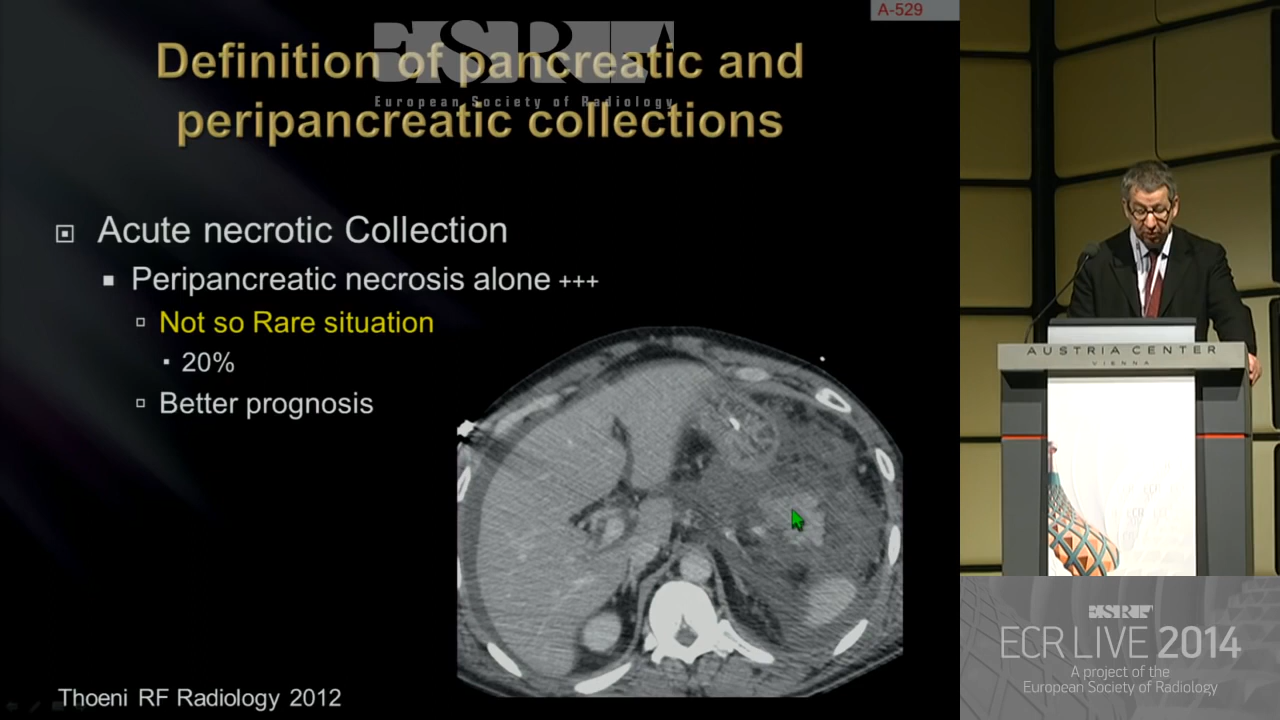 A-529
ESR
European Society of Radiology
Definition of pancreatic and
peripancreatic collections
Acute necrotic Collection
Peripancreatic necrosis alone +++
Not so Rare situation
20%
Better prognosis
Thoeni RF Radiology 2012
AUSTRIA CENTER
VIENNA
ESR
ECR LIVE 2014
A project of the
European Society of Radiology